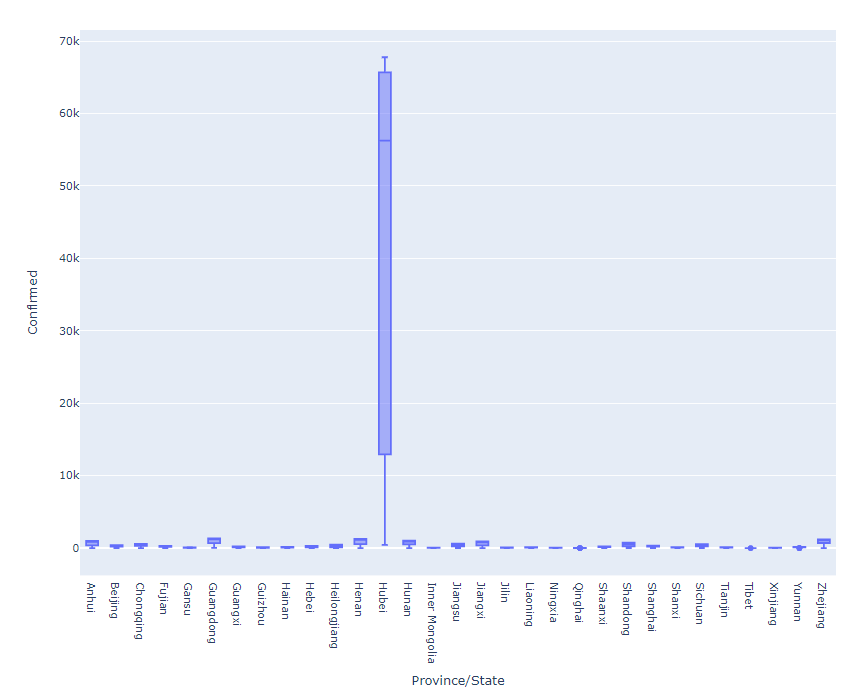 70k
60k
50k
40k
30k
20k
10k
0
Confirmed
Anhui
Beijing
Chongqing
Fujian
Gansu
Guangdong
Guangxi
Guizhou
Hainan
Hebei
Heilongjiang
Henan
Hubei
Hunan
Inner Mongolia
Jiangsu
Jiangxi
Jilin
Liaoning
Ningxia
Qinghai
Shaanxi
Shandong
Shanghai
Shanxi
Sichuan
Tianjin
Tibet
Xinjiang
Yunnan
Zhejiang
Province/State